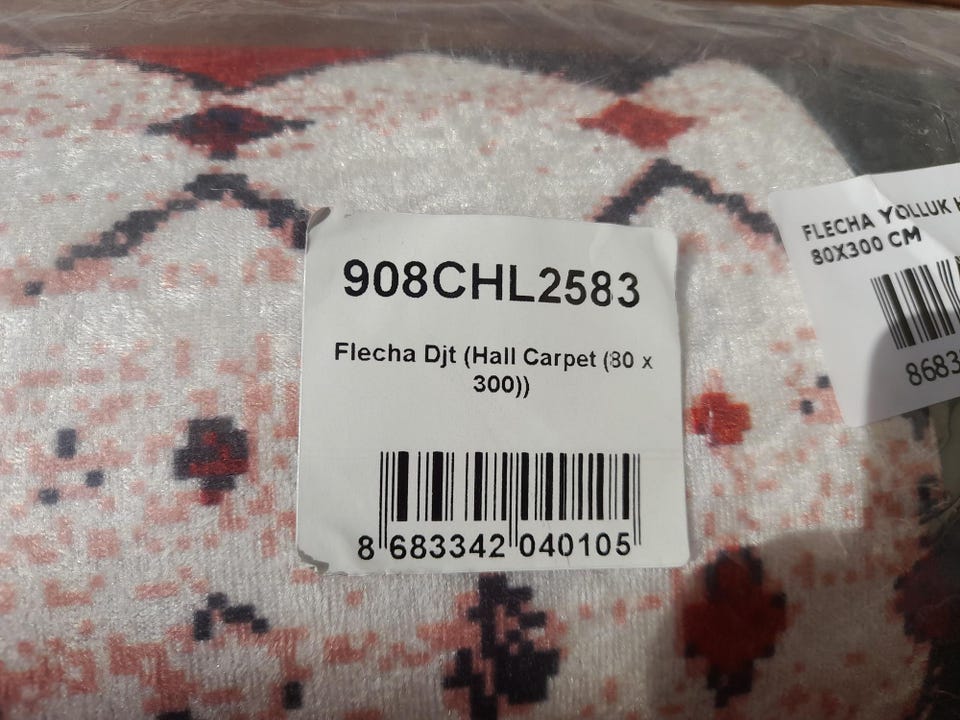 908CHL2583
Flecha Djt (Hall Carpet (80 x
300))
8 683342 040105
FLECHA YOLLUK
80X300 CM
8683